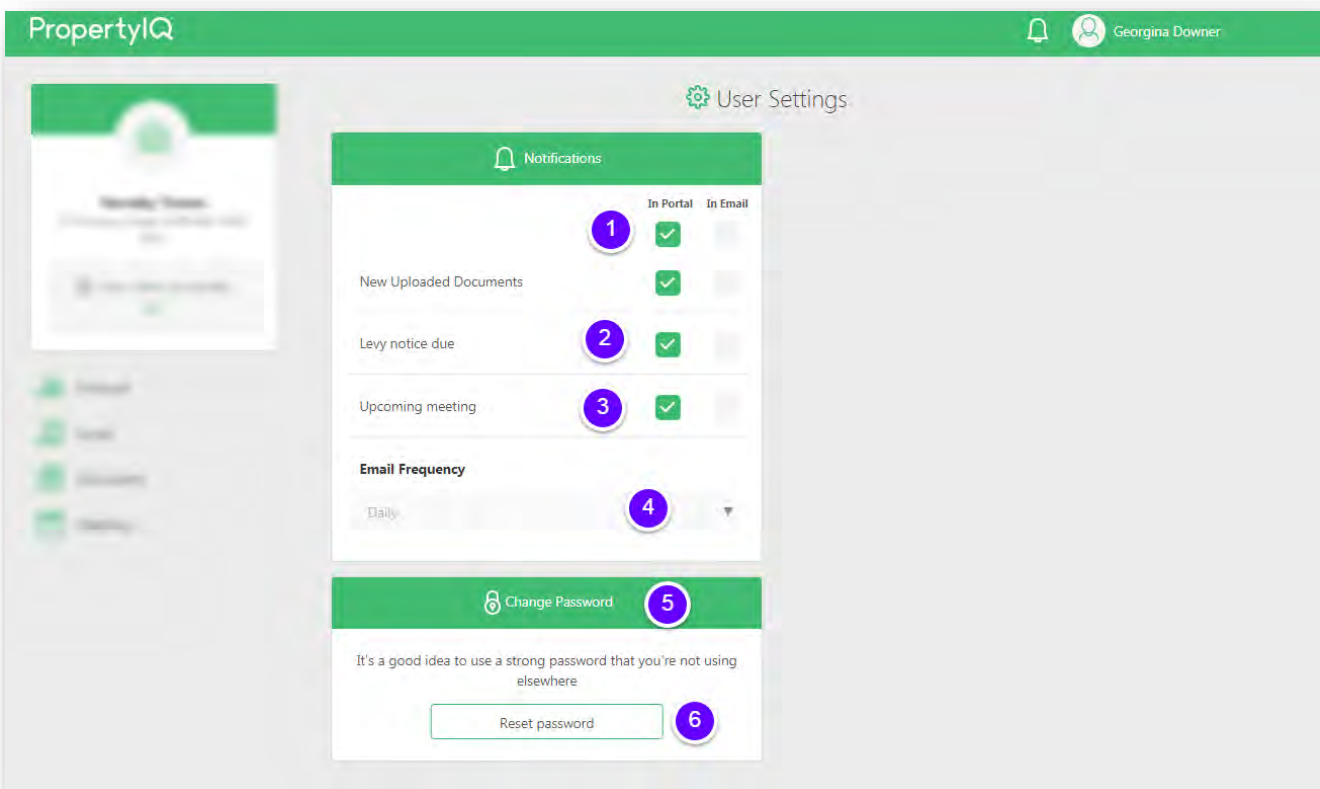 PropertyIQ
Georgina Downer
User Settings
Notifications
In Portal In Email
1
New Uploaded Documents
Levy notice due 2
Upcoming meeting 3
Email Frequency
Daily 4
Change Password 5
It's a good idea to use a strong password that you're not using
elsewhere
Reset password 6